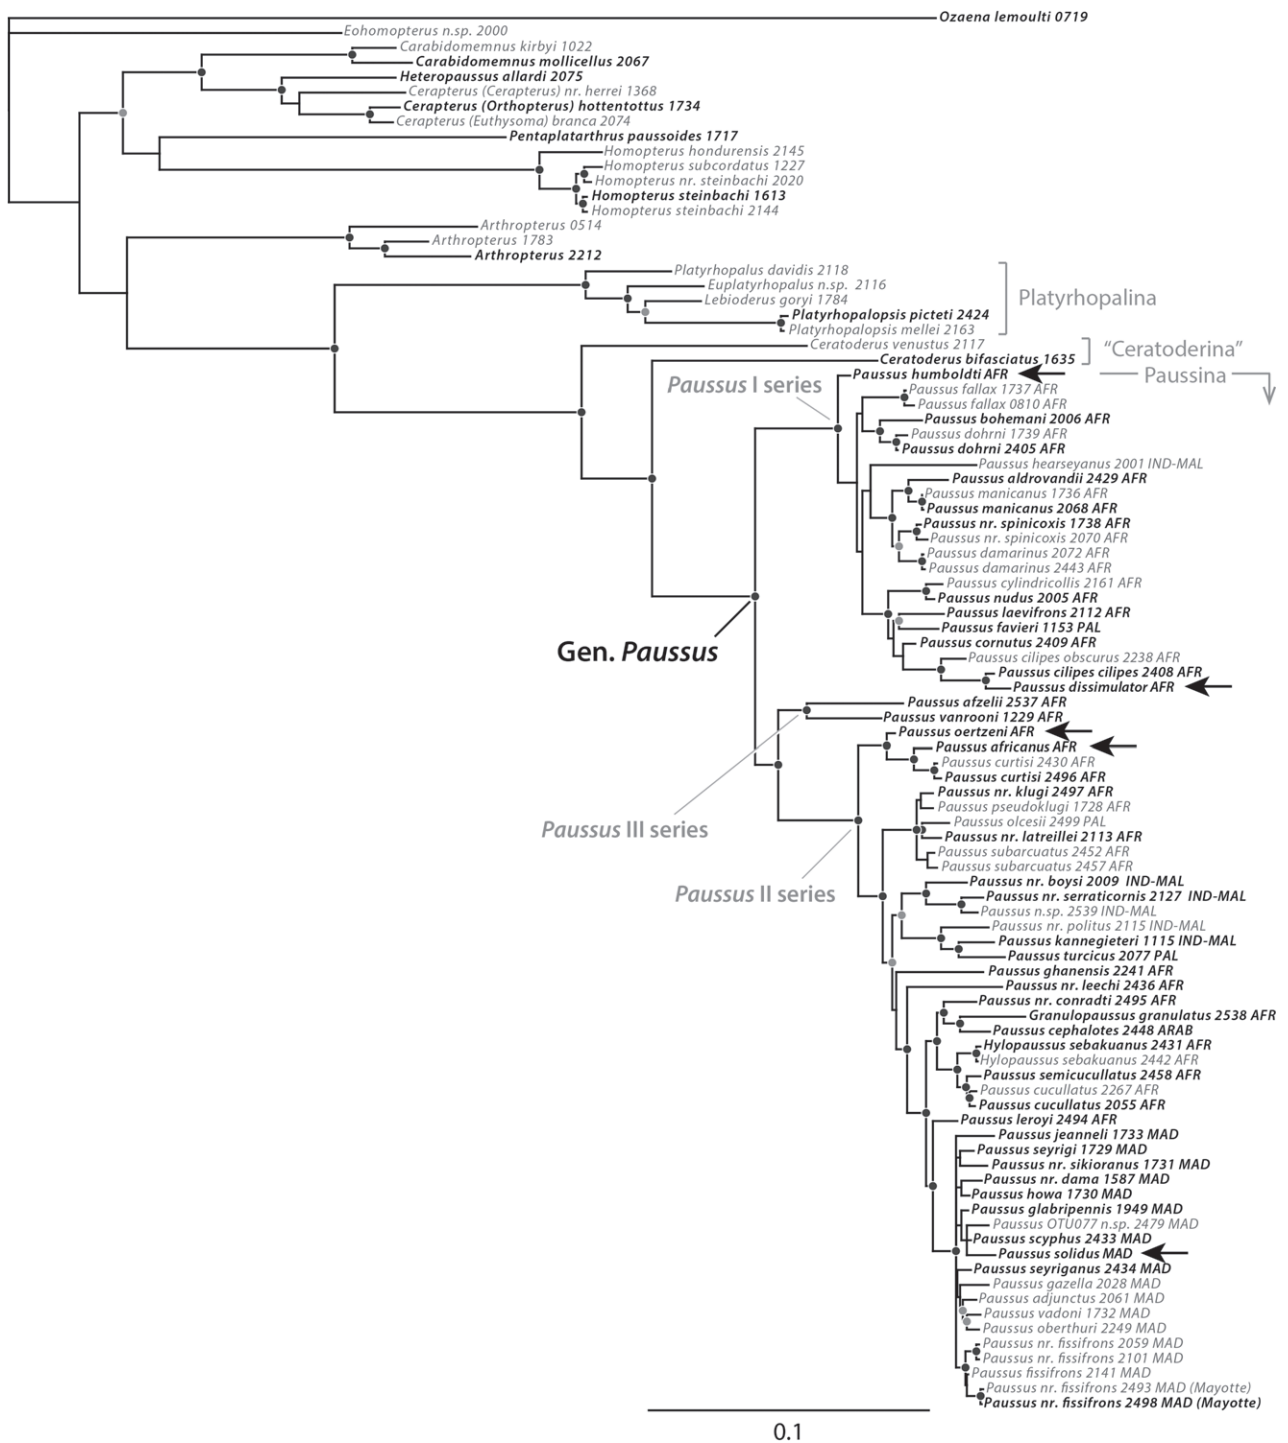 Ozaena lemoulti 0719
Eohomopterus n.sp. 2000
Carabidomemnus kirbyi 1022
Carabidomemnus mollicellus 2067
Heteropaussus allardi 2075
Cerapterus (Cerapterus) nr. herrei 1368
Cerapterus (Orthopterus) hottentottus 1734
Cerapterus (Euthysoma) branca 2074
Pentaplatarthrus paussoides 1717
Homopterus hondurensis 2145
Homopterus subcordatus 1227
Homopterus nr. steinbachi 2020
Homopterus steinbachi 1613
Homopterus steinbachi 2144
Arthropterus 0514
Arthropterus 1783
Arthropterus 2212
Platyrhopalus davidis 2118
Euplatyrhopalus n.sp. 2116
Lebioderus goryi 1784
Platyrhopalina
Platyrhopalopsis picteti 2424
Platyrhopalopsis mellei 2163
Ceratoderus venustus 2117
"Ceratoderina"
Ceratoderus bifasciatus 1635
Paussus humboldti AFR
Paussina
Paussus I series
Paussus fallax 1737 AFR
Paussus fallax 0810 AFR
Paussus bohemani 2006 AFR
Paussus dohrni 1739 AFR
Paussus dohrni 2405 AFR
Paussus hearseyanus 2001 IND-MAL
Paussus aldrovandii 2429 AFR
Paussus manicanus 1736 AFR
Paussus manicanus 2068 AFR
Paussus nr. spinicoxis 1738 AFR
Paussus nr. spinicoxis 2070 AFR
Paussus damarinus 2072 AFR
Paussus damarinus 2443 AFR
Paussus cylindricollis 2161 AFR
Paussus nudus 2005 AFR
Paussus laevifrons 2112 AFR
Paussus favieri 1153 PAL
Paussus cornutus 2409 AFR
Gen. Paussus
Paussus cilipes obscurus 2238 AFR
Paussus cilipes cilipes 2408 AFR
Paussus dissimulator AFR
Paussus afzelii 2537 AFR
Paussus vanrooni 1229 AFR
Paussus oertzeni AFR
Paussus africanus AFR
Paussus curtisi 2430 AFR
Paussus curtisi 2496 AFR
Paussus nr. klugi 2497 AFR
Paussus pseudoklugi 1728 AFR
Paussus olcesii 2499 PAL
Paussus III series
Paussus nr. latreillei 2113 AFR
Paussus subarcuatus 2452 AFR
Paussus subarcuatus 2457 AFR
Paussus nr. boysi 2009 IND-MAL
Paussus II series
Paussus nr. serraticornis 2127 IND-MAL
Paussus n.sp. 2539 IND-MAL
Paussus nr. politus 2115 IND-MAL
Paussus kannegieteri 1115 IND-MAL
Paussus turcicus 2077 PAL
Paussus ghanensis 2241 AFR
Paussus nr. leechi 2436 AFR
Paussus nr. conradti 2495 AFR
Granulopaussus granulatus 2538 AFR
Paussus cephalotes 2448 ARAB
Hylopaussus sebakuanus 2431 AFR
Hylopaussus sebakuanus 2442 AFR
Paussus semicucullatus 2458 AFR
Paussus cucullatus 2267 AFR
Paussus cucullatus 2055 AFR
Paussus leroyi 2494 AFR
Paussus jeanneli 1733 MAD
Paussus seyrigi 1729 MAD
Paussus nr. sikioranus 1731 MAD
Paussus nr. dama 1587 MAD
Paussus howa 1730 MAD
Paussus glabripennis 1949 MAD
Paussus OTU077 n.sp. 2479 MAD
Paussus scyphus 2433 MAD
Paussus solidus MAD
Paussus seyriganus 2434 MAD
Paussus gazella 2028 MAD
Paussus adjunctus 2061 MAD
Paussus vadoni 1732 MAD
Paussus oberthuri 2249 MAD
Paussus nr. fissifrons 2059 MAD
Paussus nr. fissifrons 2101 MAD
Paussus fissifrons 2141 MAD
Paussus nr. fissifrons 2493 MAD (Mayotte)
Paussus nr. fissifrons 2498 MAD (Mayotte)
0.1